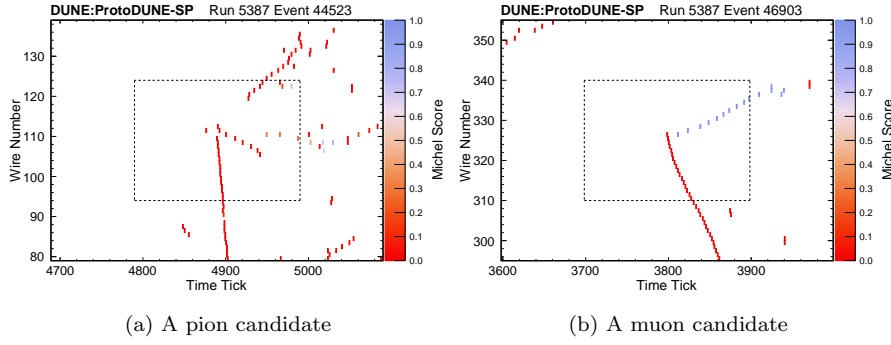 DUNE:ProtoDUNE-SP Run 5387 Event 44523
130
120
110
100
90
80
Wire Number
4700 4800 4900 5000
Time Tick
1.0
0.9
0.8
0.7
0.6
0.5
0.4
0.3
0.2
0.1
0.0
Michel Score
(a) A pion candidate
DUNE:ProtoDUNE-SP Run 5387 Event 46903
350
340
330
320
310
300
Wire Number
3600 3700 3800 3900
Time Tick
1.0
0.9
0.8
0.7
0.6
0.5
0.4
0.3
0.2
0.1
0.0
Michel Score
(b) A muon candidate